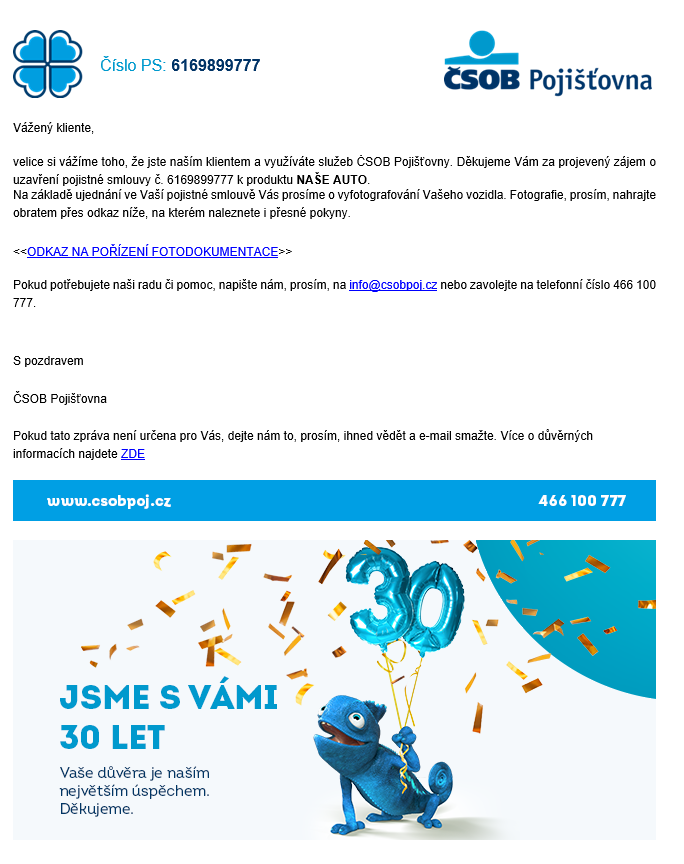 Číslo PS: 6169899777
ČSOB Pojišťovna
Vážený kliente,
velice si vážíme toho, že jste naším klientem a využíváte služeb ČSOB Pojišťovny. Děkujeme Vám za projevený zájem o
uzavření pojistné smlouvy č. 6169899777 k produktu NAŠE AUTO.
Na základě ujednání ve Vaší pojistné smlouvě Vás prosíme o vyfotografování Vašeho vozidla. Fotografie, prosím, nahrajte
obratem přes odkaz níže, na kterém naleznete i přesné pokyny.
<<ODKAZ NA POŘÍZENÍ FOTODOKUMENTACE>>
Pokud potřebujete naši radu či pomoc, napište nám, prosím, na info@csobpoj.cz nebo zavolejte na telefonní číslo 466 100
777.
S pozdravem
ČSOB Pojišťovna
Pokud tato zpráva není určena pro Vás, dejte nám to, prosím, ihned vědět a e-mail smažte. Více o důvěrných
informacích najdete ZDE
www.csobpoj.cz 466 100 777
30
JSME S VÁMI
30 LET
Vaše důvěra je naším
největším úspěchem.
Děkujeme.